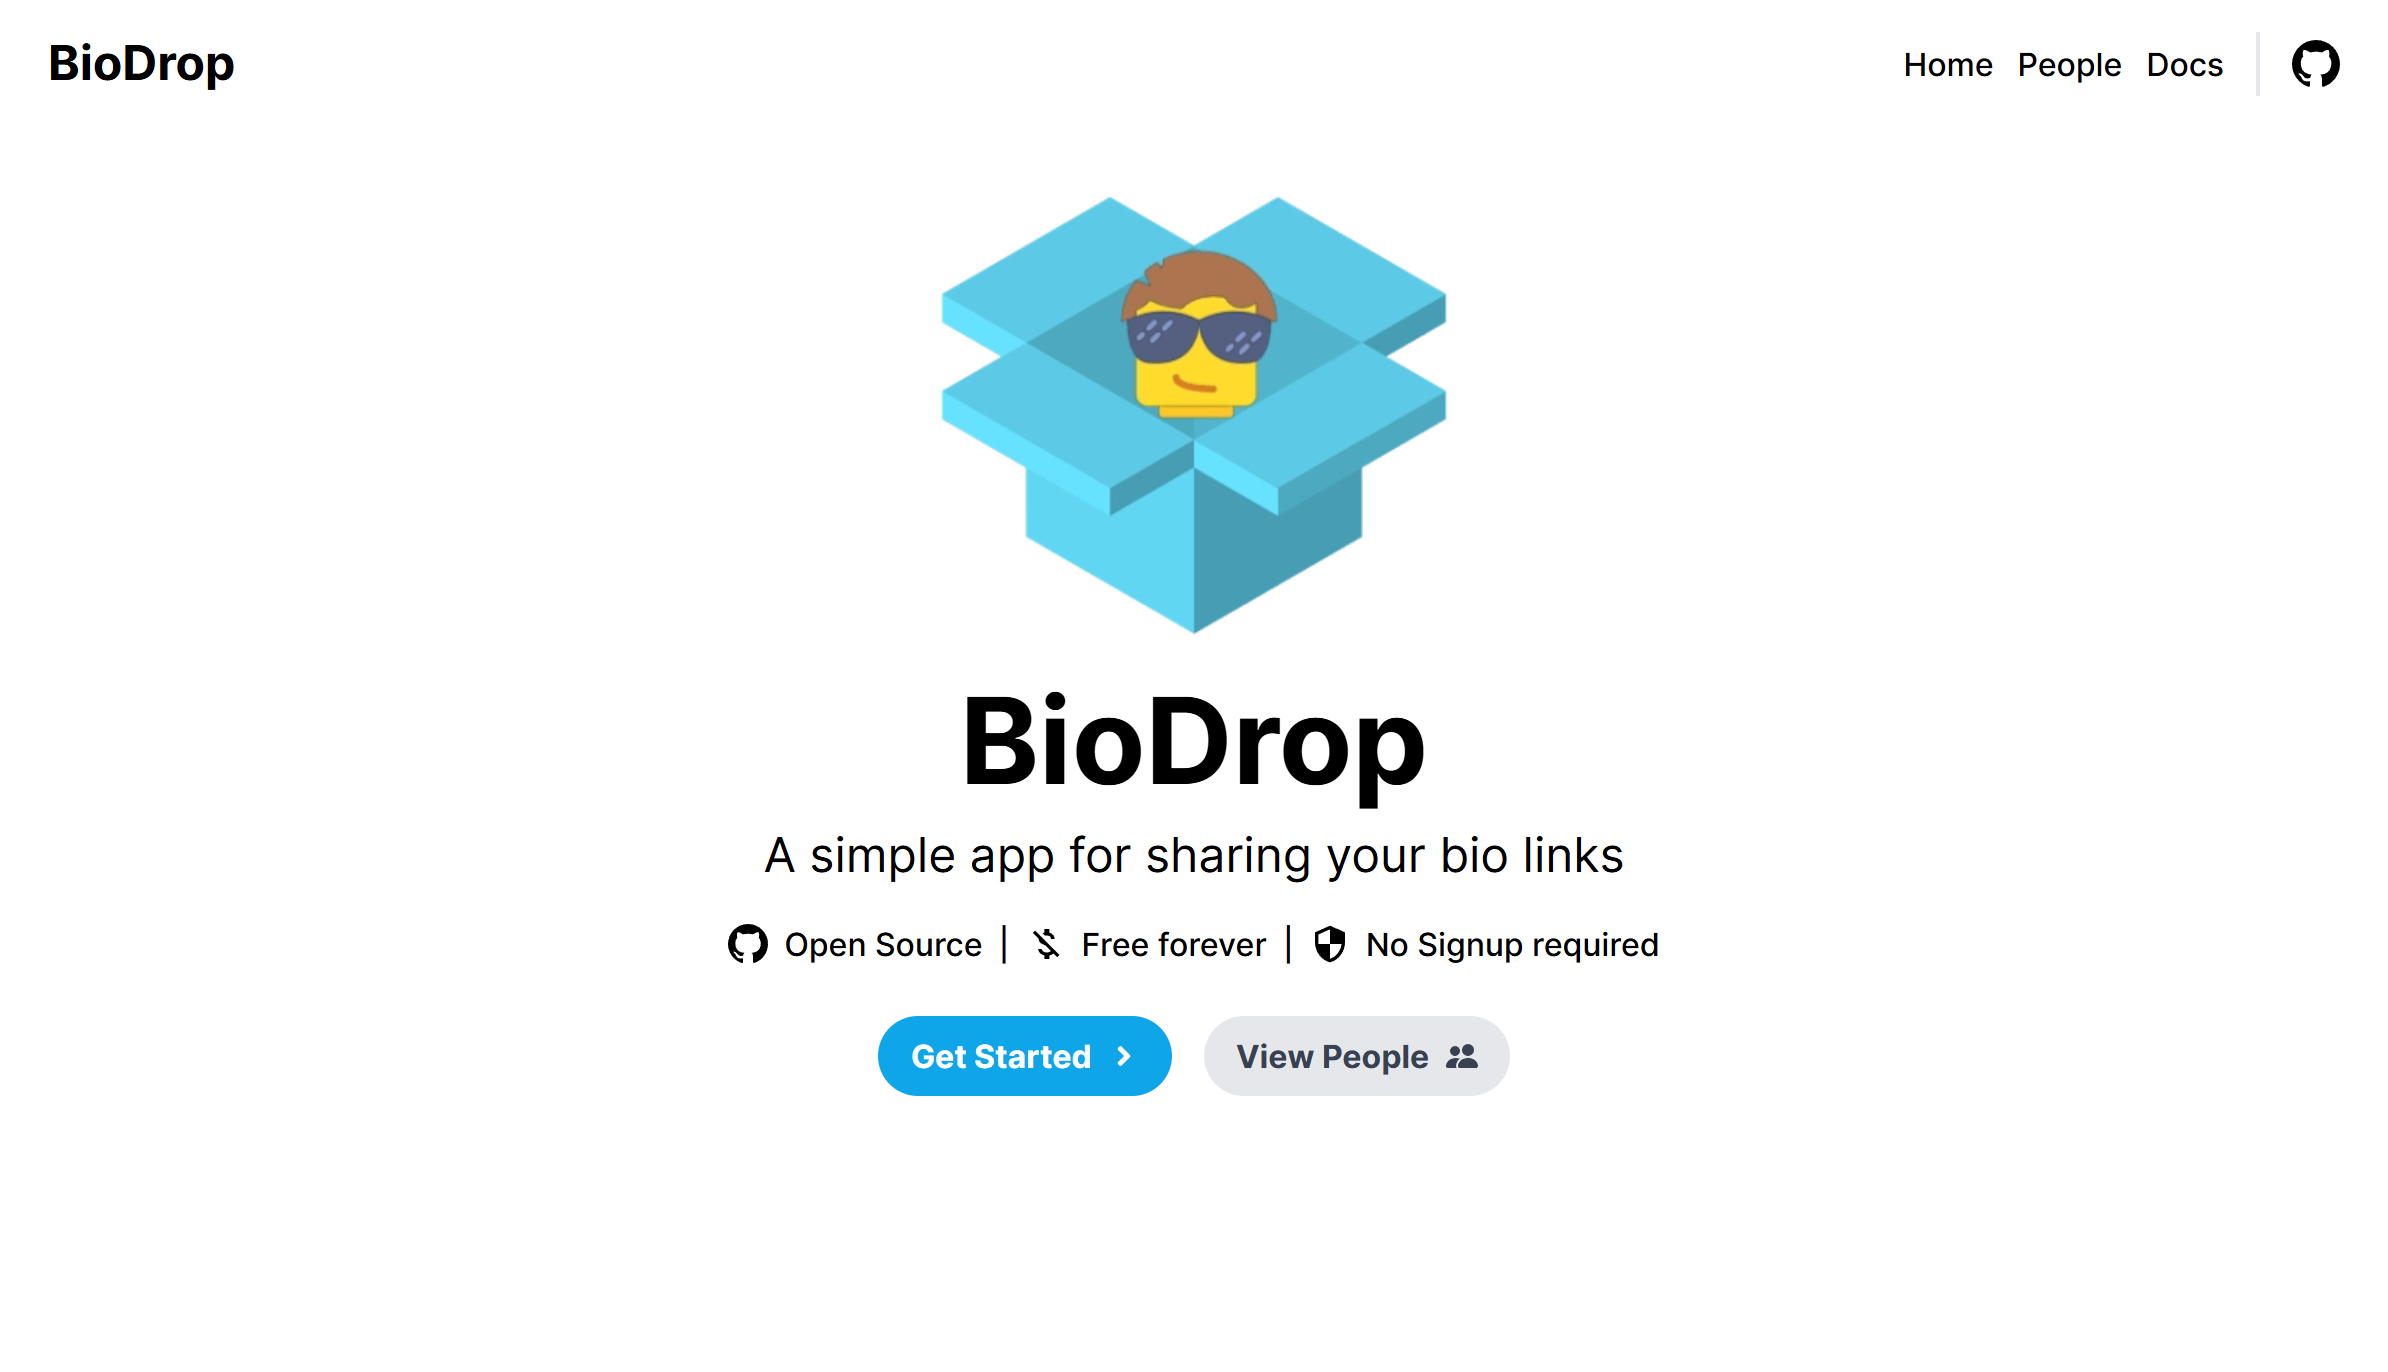 BioDrop
Home People Docs
BioDrop
A simple app for sharing your bio links
Open Source | Free forever | No Signup required
Get Started View People